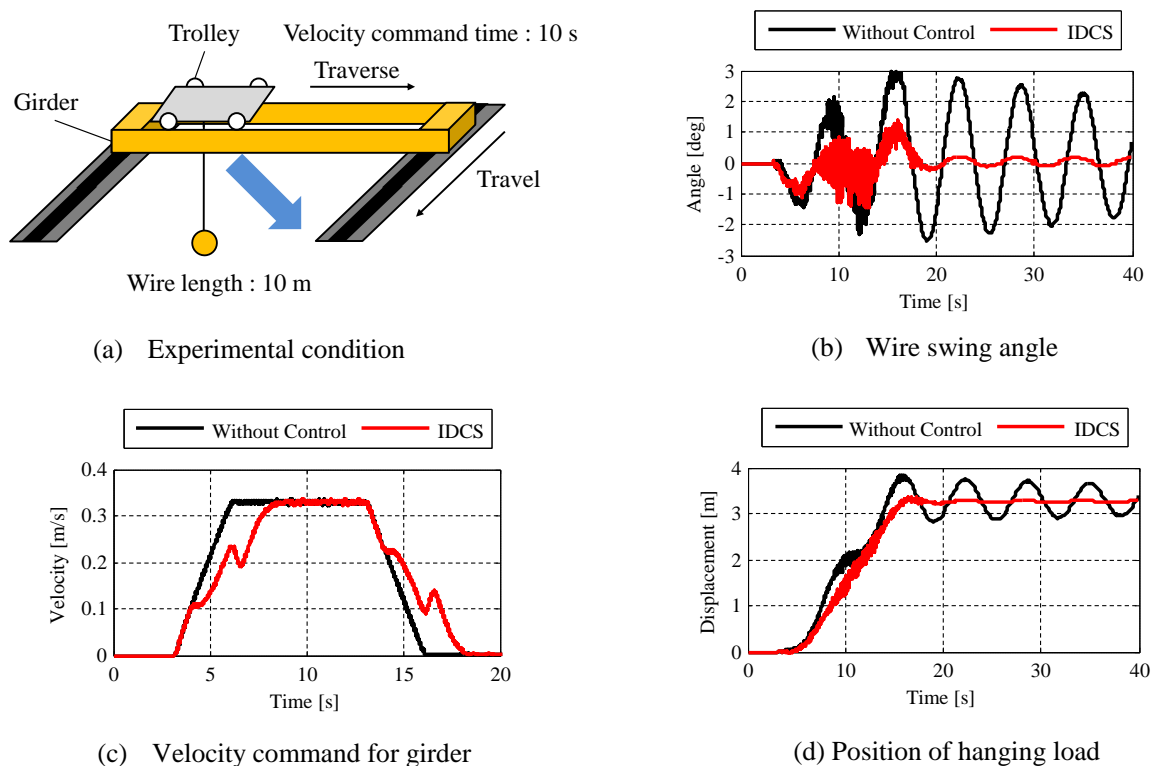 Trolley
Velocity command time : 10 s
Traverse
Girder
Travel
Wire length : 10 m
(a) Experimental condition
Without Control IDCS
3
2
1
0
-1
-2
-3
Angle [deg]
0 10 20 30 40
Time [s]
(b) Wire swing angle
Without Control IDCS
0.4
0.3
0.2
0.1
0
Velocity [m/s]
0 5 10 15 20
Time [s]
(c) Velocity command for girder
Without Control IDCS
4
3
2
1
0
Displacement [m]
0 10 20 30 40
Time [s]
(d) Position of hanging load